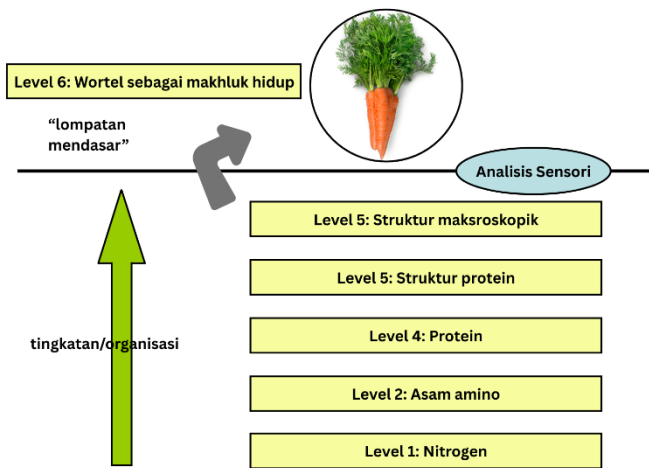 Level 6: Wortel sebagai makhluk hidup
“lompatan
mendasar”
Analisis Sensori
Level 5: Struktur maksroskopik
Level 5: Struktur protein
tingkatan/organisasi
Level 4: Protein
Level 2: Asam amino
Level 1: Nitrogen